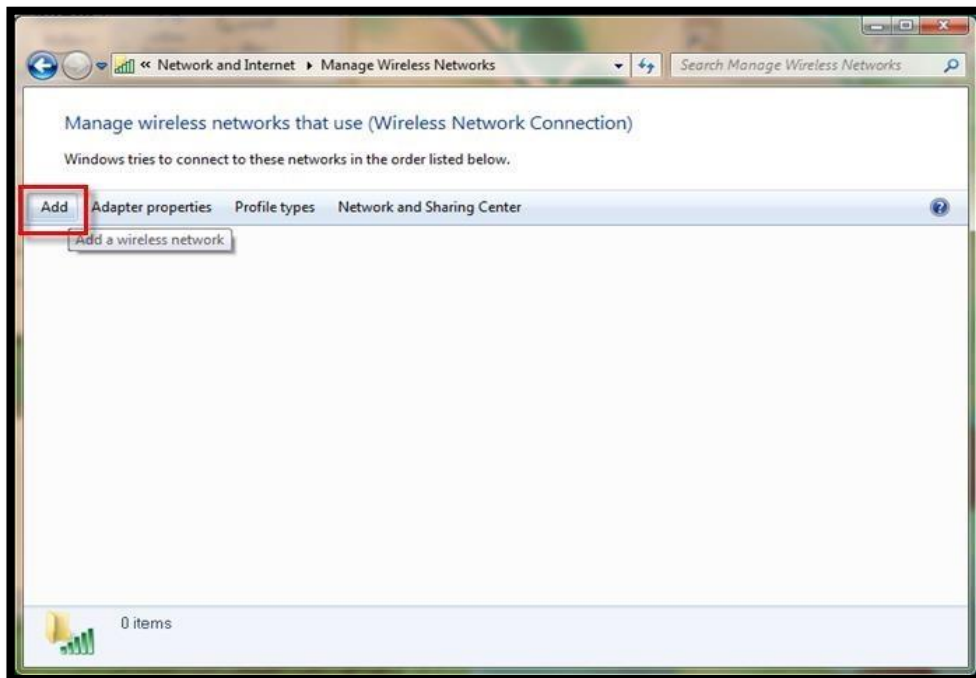 « Network and Internet ▸ Manage Wireless Networks
Search Manage Wireless Networks
Manage wireless networks that use (Wireless Network Connection)
Windows tries to connect to these networks in the order listed below.
Add Adapter properties Profile types Network and Sharing Center
Add a wireless network
0 items